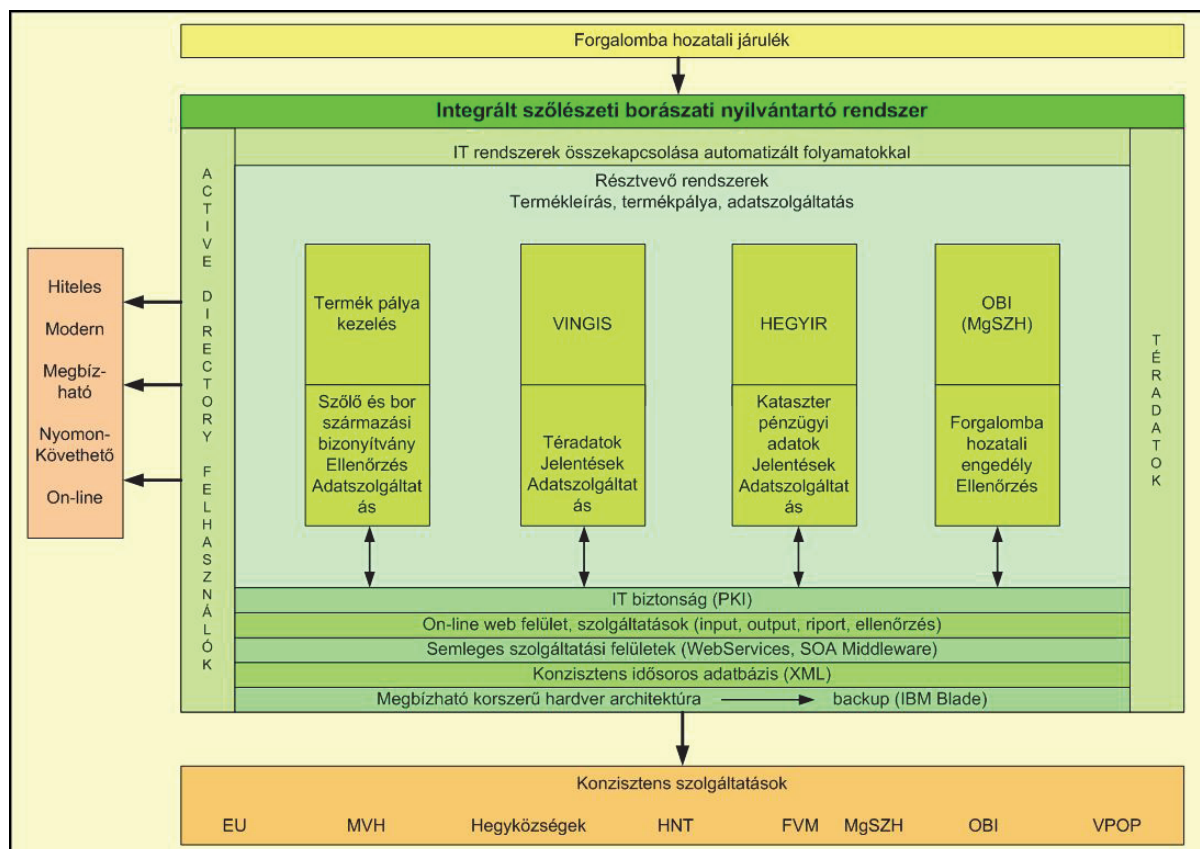 Forgalomba hozatali járulék
Integrált szőlészeti borászati nyilvántartó rendszer
IT rendszerek összekapcsolása automatizált folyamatokkal
Résztvevő rendszerek
Termékleírás, termékpálya, adatszolgáltatás
ACTIVE DIRECTORY FELHASZNÁLÓK
Hiteles
Modern
Megbíz-
ható
Nyomon-
Követhető
On-line
Termék pálya
kezelés
Szőlő és bor
származási
bizonyítvány
Ellenőrzés
Adatszolgáltat
ás
VINGIS
Téradatok
Jelentések
Adatszolgáltat
ás
HEGYIR
Kataszter
pénzügyi
adatok
Jelentések
Adatszolgáltat
ás
OBI
(MgSZH)
Forgalomba
hozatali
engedély
Ellenőrzés
TÉRADATOK
IT biztonság (PKI)
On-line web felület, szolgáltatások (input, output, riport, ellenőrzés)
Semleges szolgáltatási felületek (WebServices, SOA Middleware)
Konzisztens idősoros adatbázis (XML)
Megbízható korszerű hardver architektúra backup (IBM Blade)
Konzisztens szolgáltatások
EU MVH Hegyközségek HNT FVM MgSZH OBI VPOP